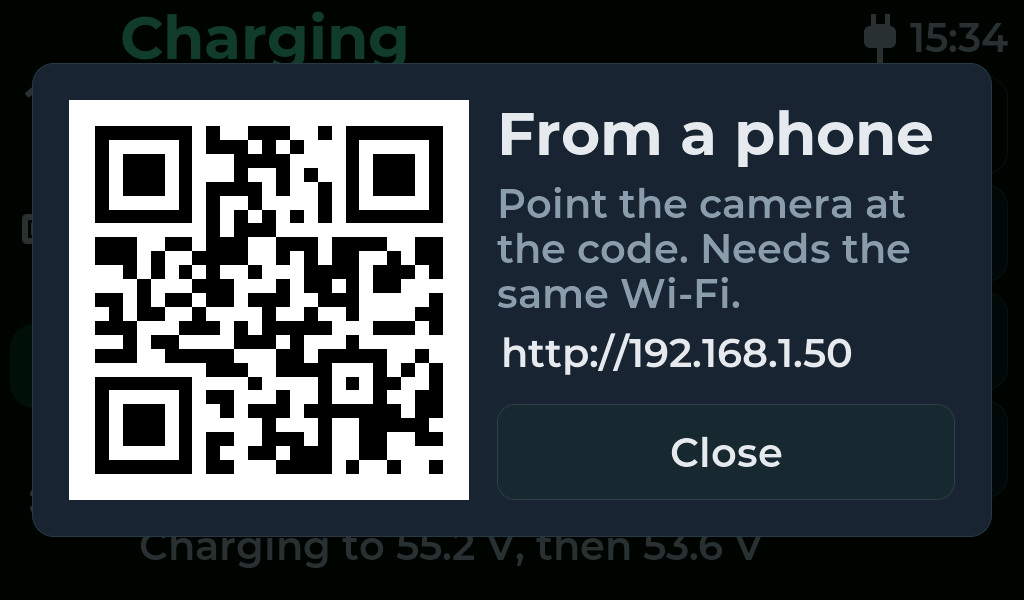 Charging
15:34
From a phone
Point the camera at
the code. Needs the
same Wi-Fi.
http://192.168.1.50
Close
Charging to 55.2 V, then 53.6 V